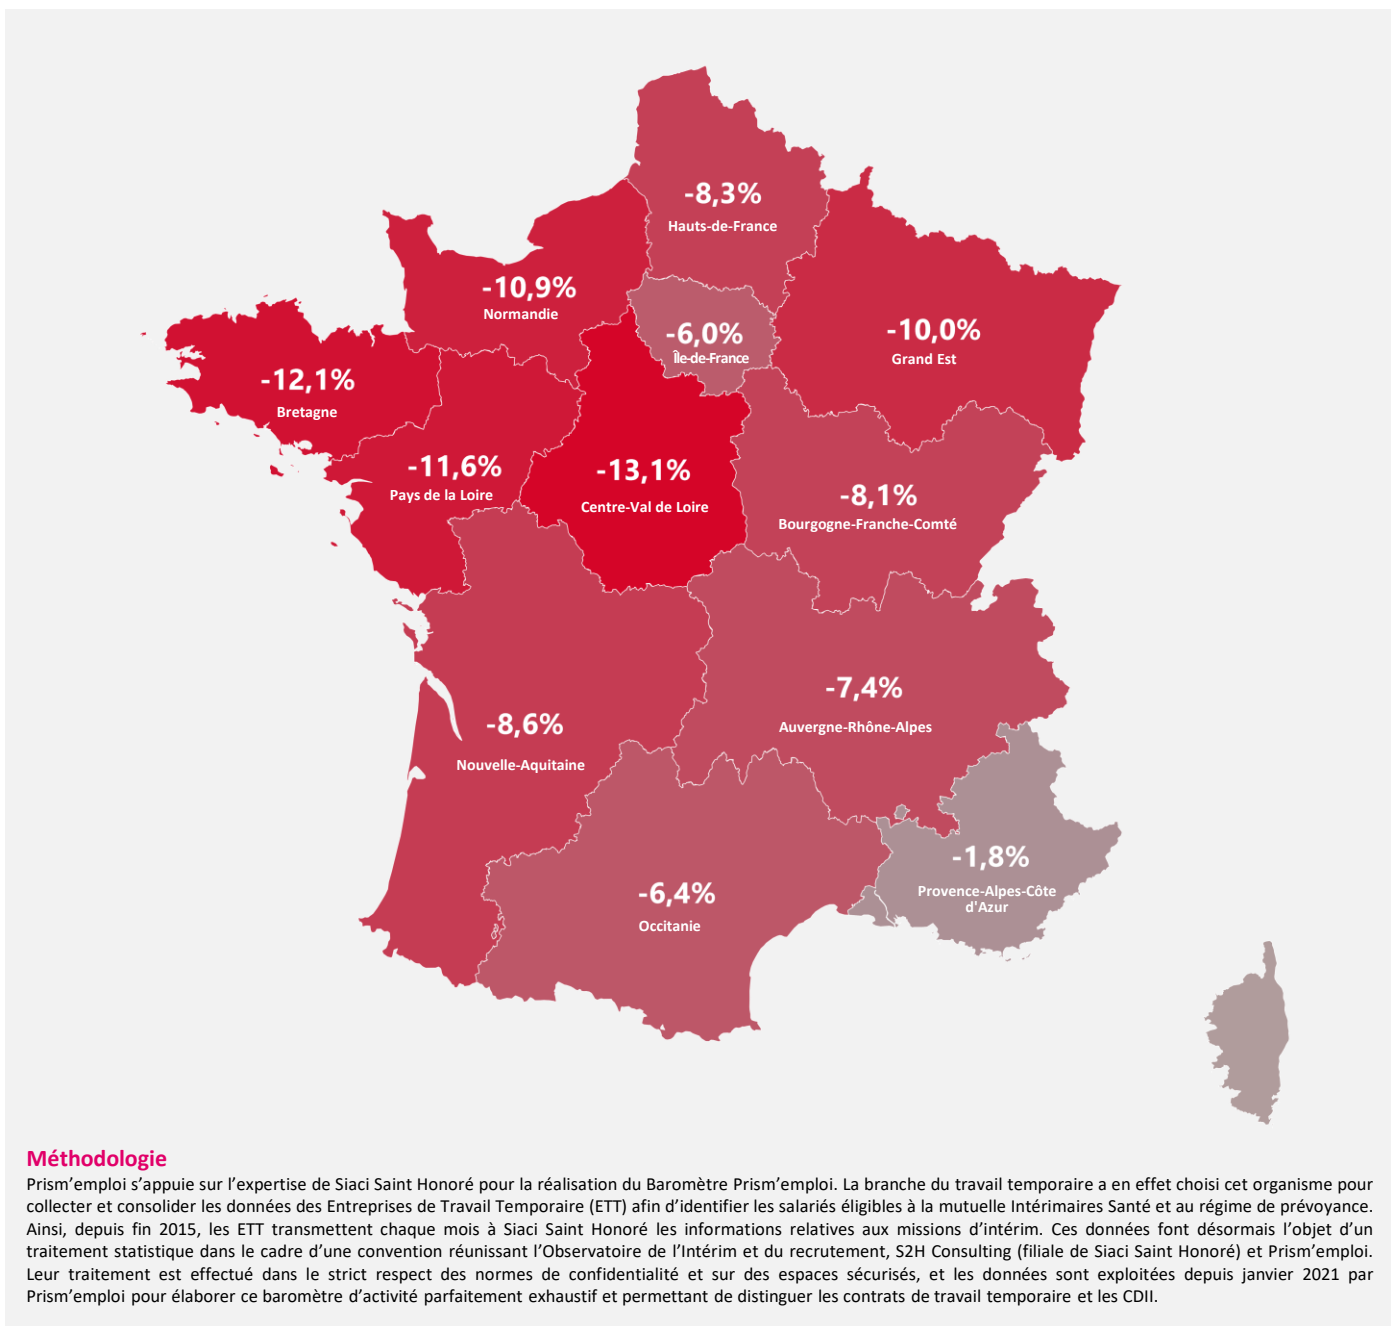 -8,3%
Hauts-de-France
-10,9%
Normandie
-6,0%
Île-de-France
-10,0%
Grand Est
-12,1%
Bretagne
-11,6%
Pays de la Loire
-13,1%
Centre-Val de Loire
-8,1%
Bourgogne-Franche-Comté
-7,4%
Auvergne-Rhône-Alpes
-8,6%
Nouvelle-Aquitaine
-1,8%
Provence-Alpes-Côte
d'Azur
-6,4%
Occitanie
Méthodologie
Prism’emploi s’appuie sur l’expertise de Siaci Saint Honoré pour la réalisation du Baromètre Prism’emploi. La branche du travail temporaire a en effet choisi cet organisme pour
collecter et consolider les données des Entreprises de Travail Temporaire (ETT) afin d’identifier les salariés éligibles à la mutuelle Intérimaires Santé et au régime de prévoyance.
Ainsi, depuis fin 2015, les ETT transmettent chaque mois à Siaci Saint Honoré les informations relatives aux missions d’intérim. Ces données font désormais l’objet d’un
traitement statistique dans le cadre d’une convention réunissant l’Observatoire de l’Intérim et du recrutement, S2H Consulting (filiale de Siaci Saint Honoré) et Prism’emploi.
Leur traitement est effectué dans le strict respect des normes de confidentialité et sur des espaces sécurisés, et les données sont exploitées depuis janvier 2021 par
Prism’emploi pour élaborer ce baromètre d’activité parfaitement exhaustif et permettant de distinguer les contrats de travail temporaire et les CDII.